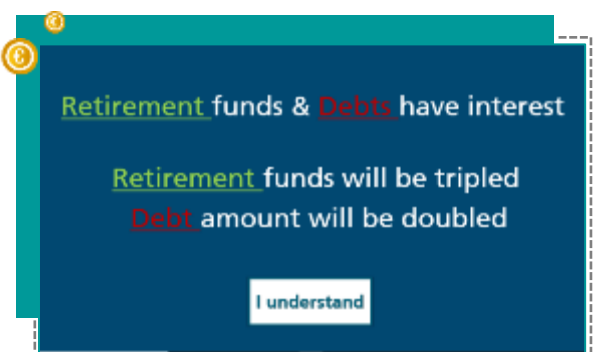 Retirement funds & Debts have interest
Retirement funds will be tripled
Debt amount will be doubled
I understand